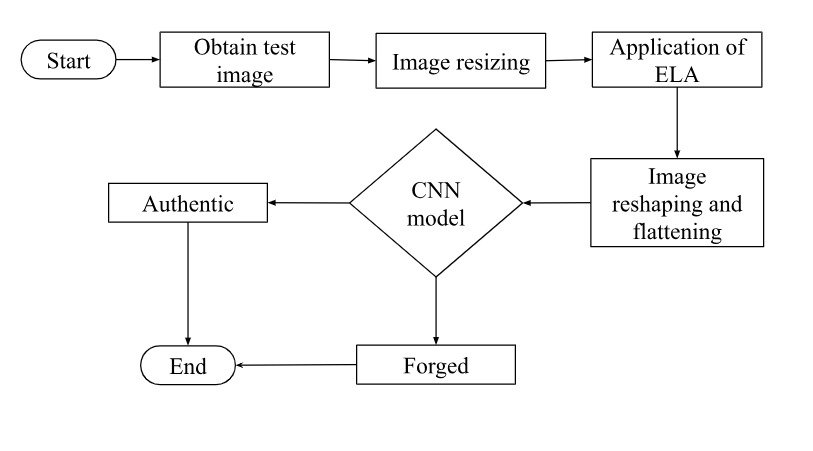 Start
Obtain test
image
Image resizing
Application of
ELA
Image
reshaping and
flattening
CNN
model
Authentic
Forged
End